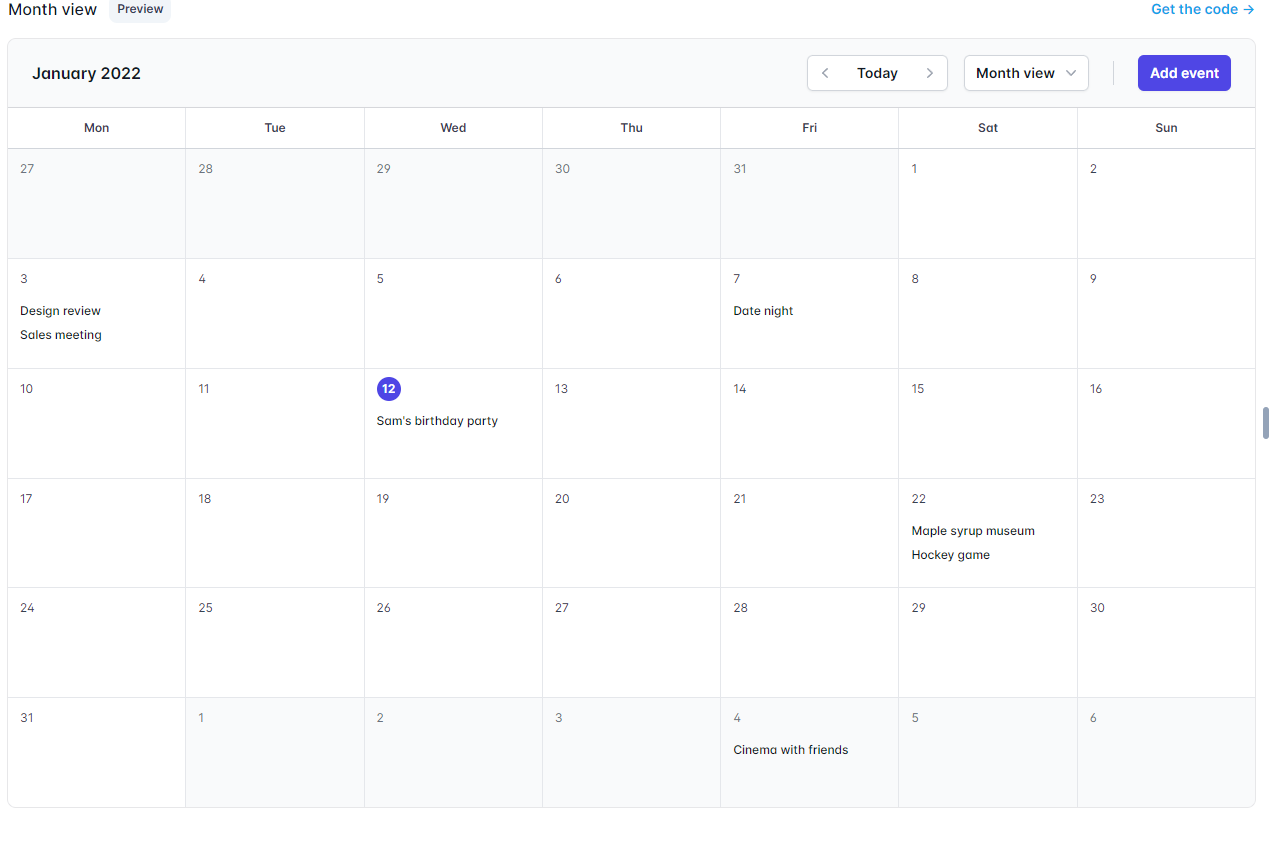 Month view Preview Get the code →
January 2022 Today Month view Add event
Mon Tue Wed Thu Fri Sat Sun
27 28 29 30 31 1 2
3 4 5 6 7 8 9
Design review Date night
Sales meeting
10 11 12 13 14 15 16
Sam's birthday party
17 18 19 20 21 22 23
Maple syrup museum
Hockey game
24 25 26 27 28 29 30
31 1 2 3 4 5 6
Cinema with friends